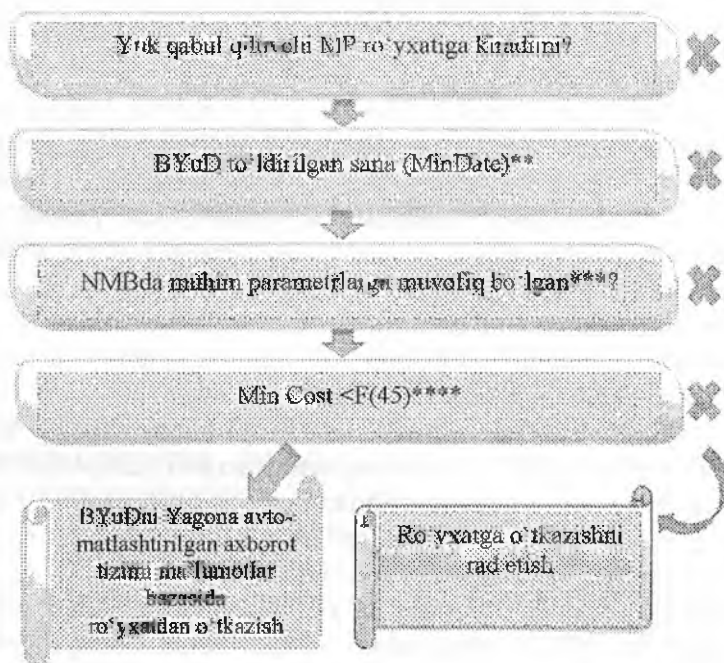 Yuk qabul qiluvchi MP ro‘yxatiga kiradimi?
BYuD to‘ldirilgan sana (MinDate)**
NMBda muhim parametrlarga muvofiq bo‘lgan***?
Min Cost <F(45)****
BYuDni Yagona avto-
matlashtirilgan axborot
tizimi ma’lumotlar
bazasida
ro‘yxatdan o‘tkazish
Ro‘yxatga o‘tkazishni
rad etish